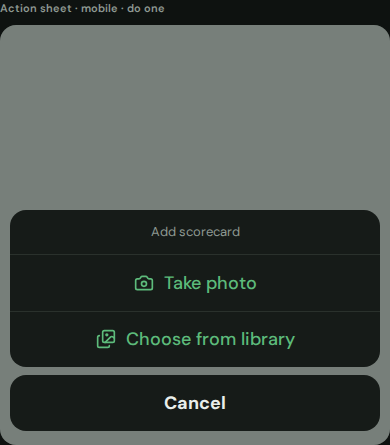 Action sheet · mobile · do one
Add scorecard
Take photo
Choose from library
Cancel